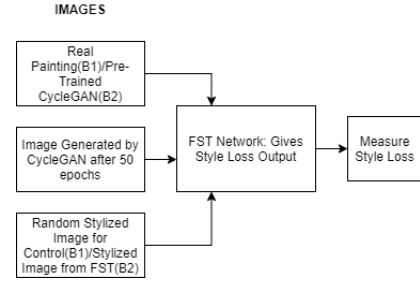 IMAGES
Real
Painting(B1)/Pre-
Trained
CycleGAN(B2)
Image Generated by
CycleGAN after 50
epochs
Random Stylized
Image for
Control(B1)/Stylized
Image from FST(B2)
FST Network: Gives
Style Loss Output
Measure
Style Loss